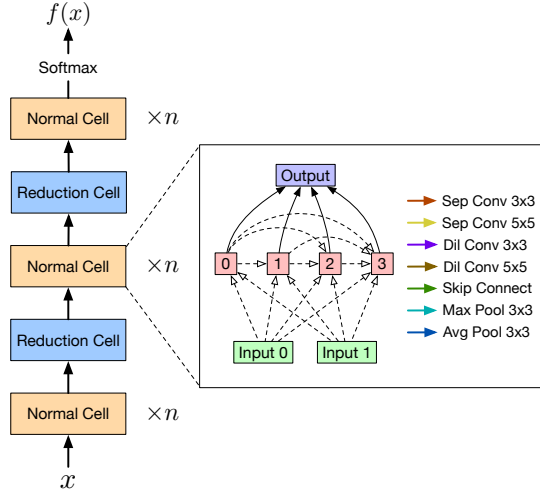 f(x)
Softmax
Normal Cell
×n
Reduction Cell
Normal Cell
×n
Reduction Cell
Normal Cell
×n
x
Output
0
1
2
3
Input 0
Input 1
Sep Conv 3x3
Sep Conv 5x5
Dil Conv 3x3
Dil Conv 5x5
Skip Connect
Max Pool 3x3
Avg Pool 3x3